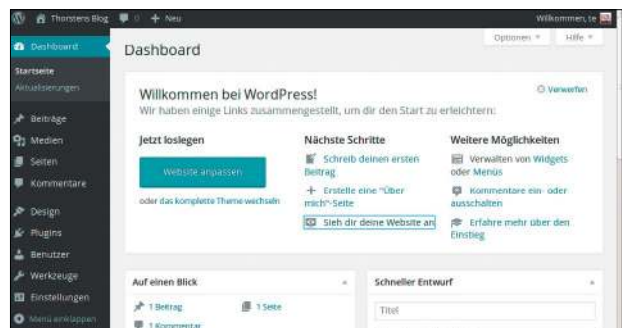 Thorstens Blog 0 + Neu Willkommen, te
Optionen Hilfe
Dashboard
Startseite
Aktualisierungen
Beiträge
Medien
Seiten
Kommentare
Design
Plugins
Benutzer
Werkzeuge
Einstellungen
Menü einklappen
Dashboard
Willkommen bei WordPress!
Verwerfen
Wir haben einige Links zusammengestellt, um dir den Start zu erleichtern:
Jetzt loslegen
Website anpassen
oder das komplette Theme wechseln
Nächste Schritte
Schreib deinen ersten
Beitrag
Erstelle eine "Über
mich"-Seite
Sieh dir deine Website an
Weitere Möglichkeiten
Verwalten von Widgets
oder Menüs
Kommentare ein- oder
ausschalten
Erfahre mehr über den
Einstieg
Auf einen Blick
1 Beitrag 1 Seite
1 Kommentar
Schneller Entwurf
Titel